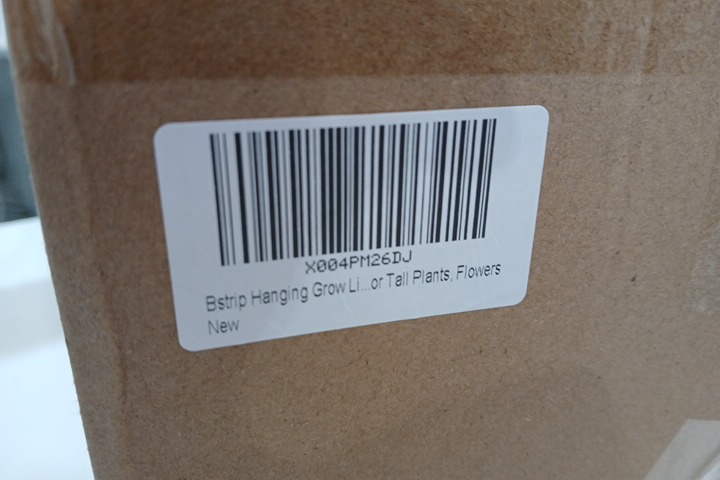 X004PM26DJ
Bstrip Hanging Grow Li...or Tall Plants, Flowers
New